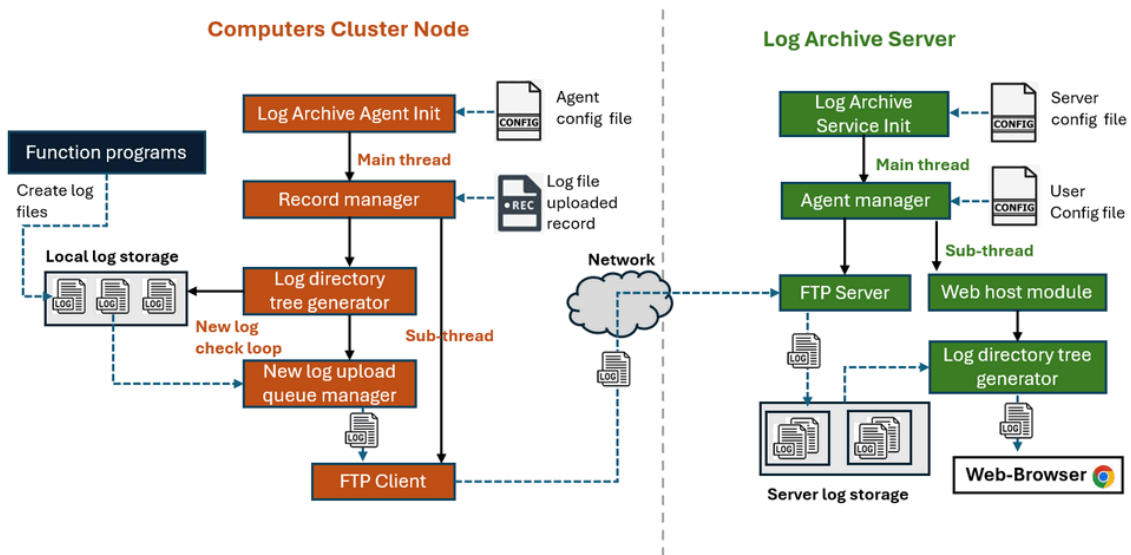 Computers Cluster Node
Log Archive Server
Log Archive Agent Init
CONFIG
Agent
config file
Function programs
Main thread
Create log
files
Record manager
REC
Log file
uploaded
record
Local log storage
LOG
LOG
LOG
Log directory
tree generator
New log
check loop
Sub-thread
New log upload
queue manager
LOG
FTP Client
Network
LOG
Log Archive
Service Init
CONFIG
Server
config file
Main thread
Agent manager
CONFIG
User
Config file
Sub-thread
FTP Server
Web host module
LOG
Log directory tree
generator
LOG
LOG
LOG
Server log storage
Web-Browser